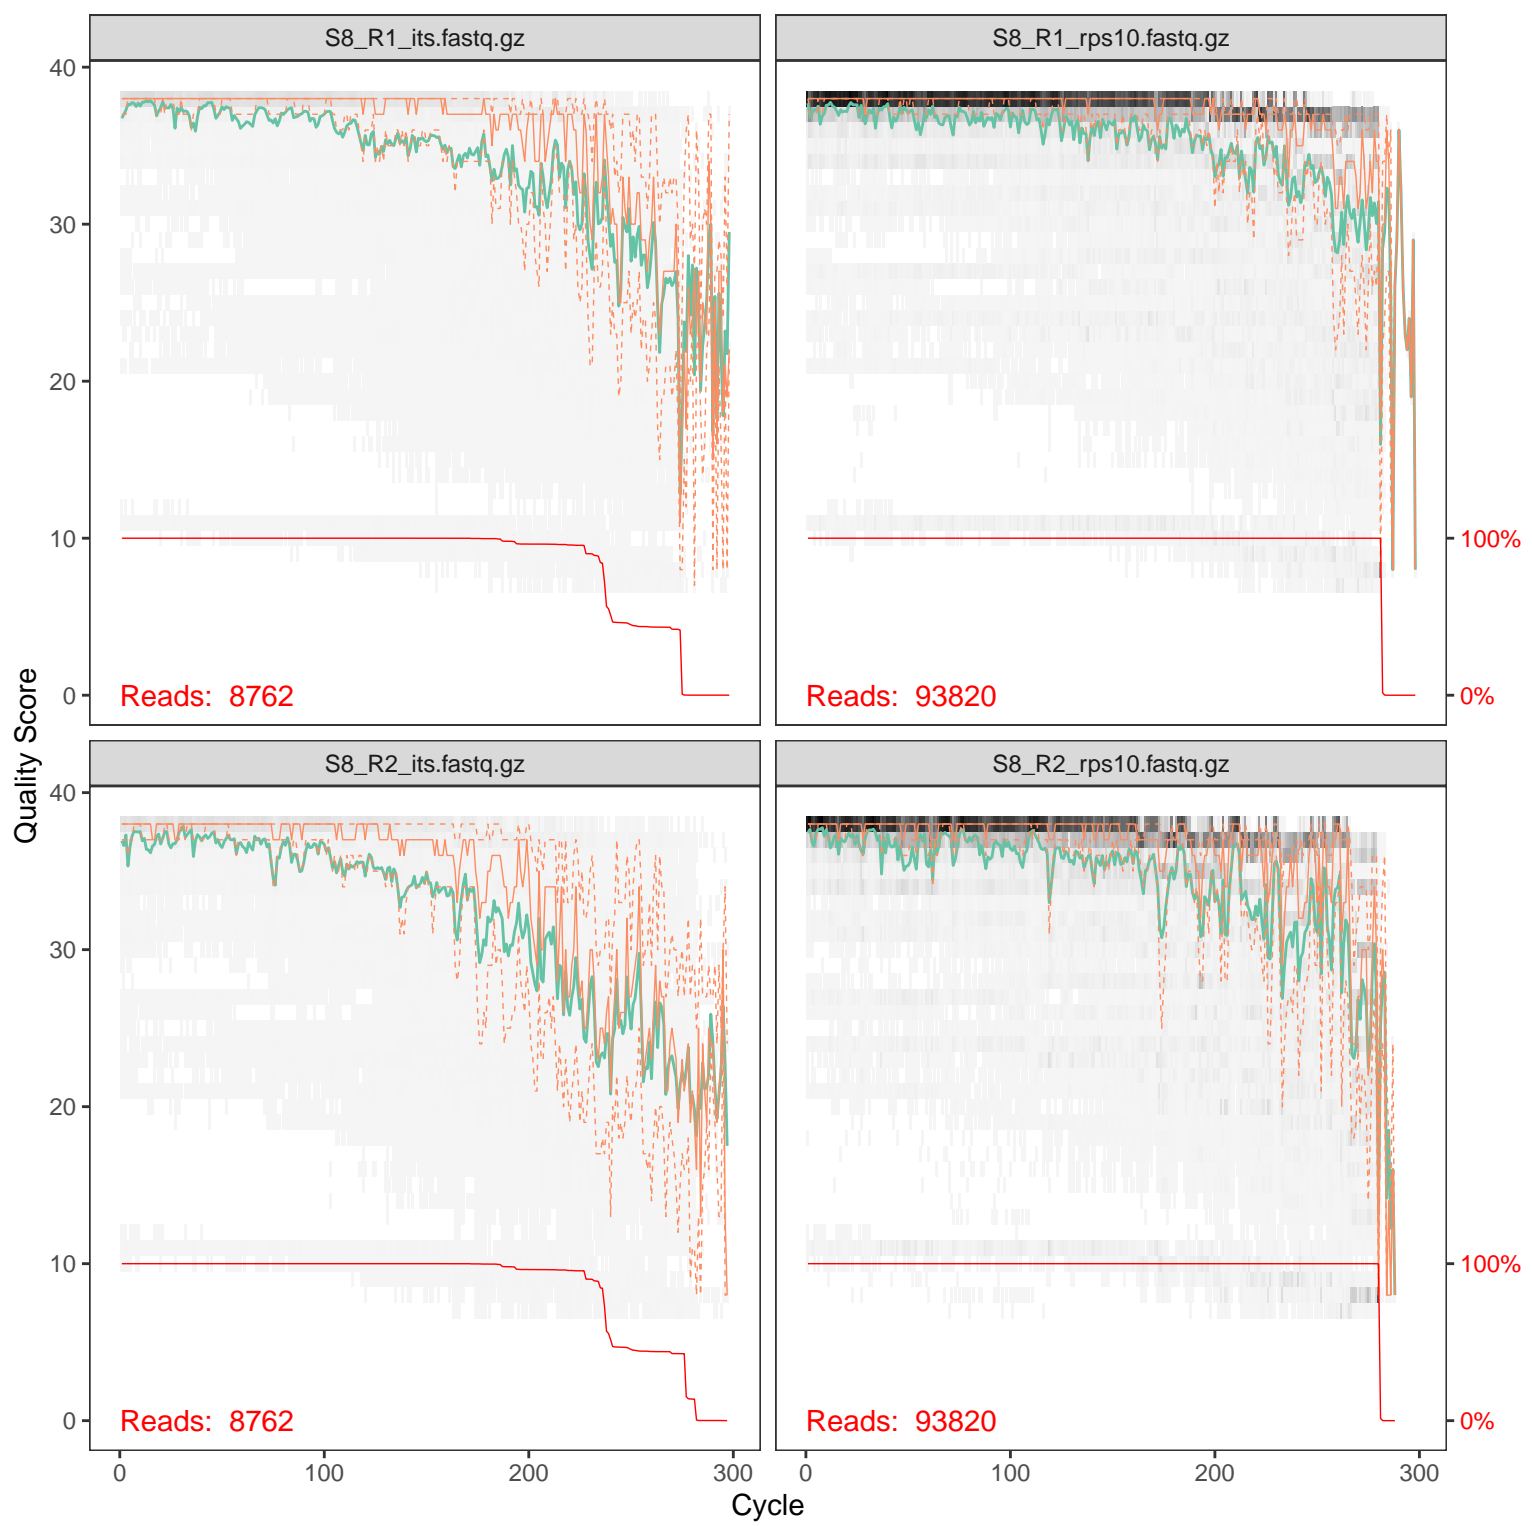 S8_R1_its.fastq.gz
S8_R1_rps10.fastq.gz
40
30
20
10
0
Reads: 8762
Reads: 93820
100%
0%
S8_R2_its.fastq.gz
S8_R2_rps10.fastq.gz
40
30
20
10
0
Reads: 8762
Reads: 93820
100%
0%
0 100 200 300
0 100 200 300
Cycle
Quality Score